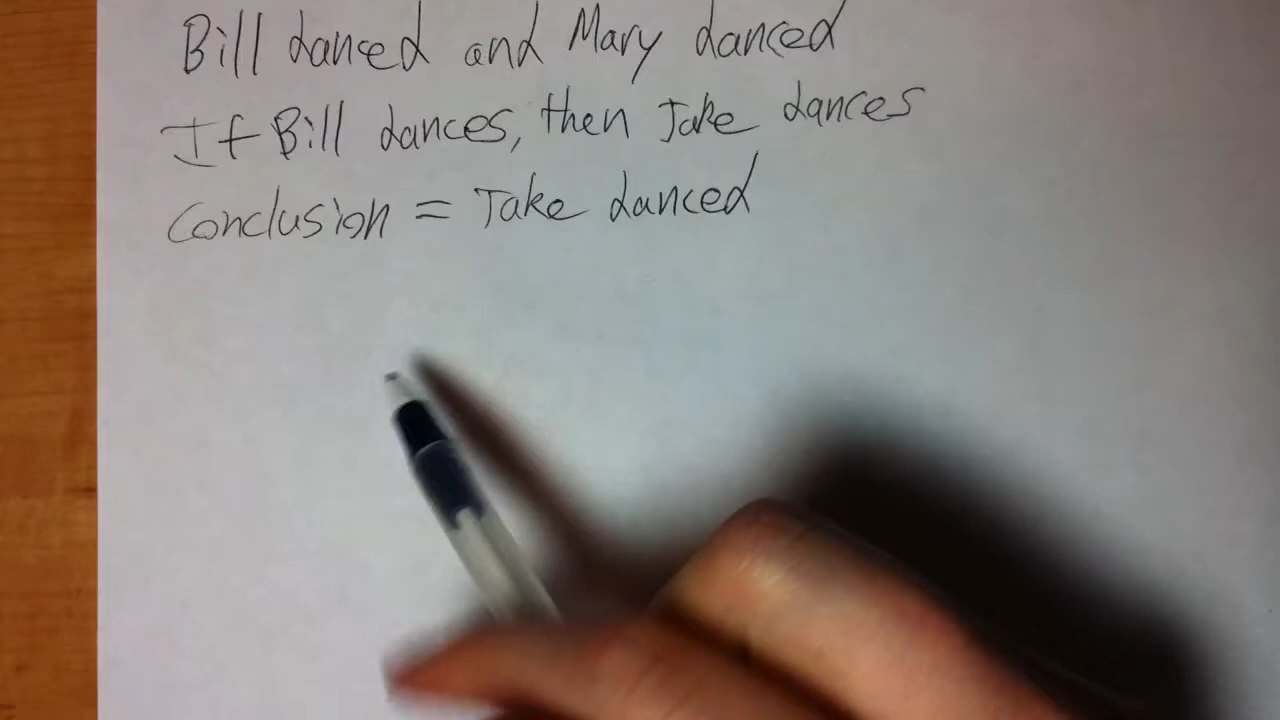 Bill danced and Mary danced
If Bill dances, then Jake dances
Conclusion = Jake danced